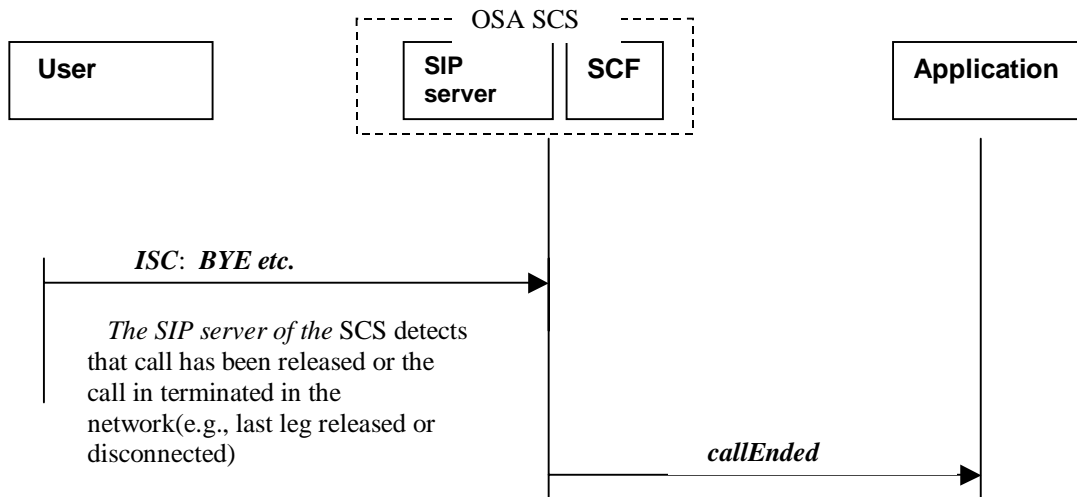 OSA SCS
User
SIP
server
SCF
Application
ISC: BYE etc.
The SIP server of the SCS detects
that call has been released or the
call in terminated in the
network(e.g., last leg released or
disconnected)
callEnded